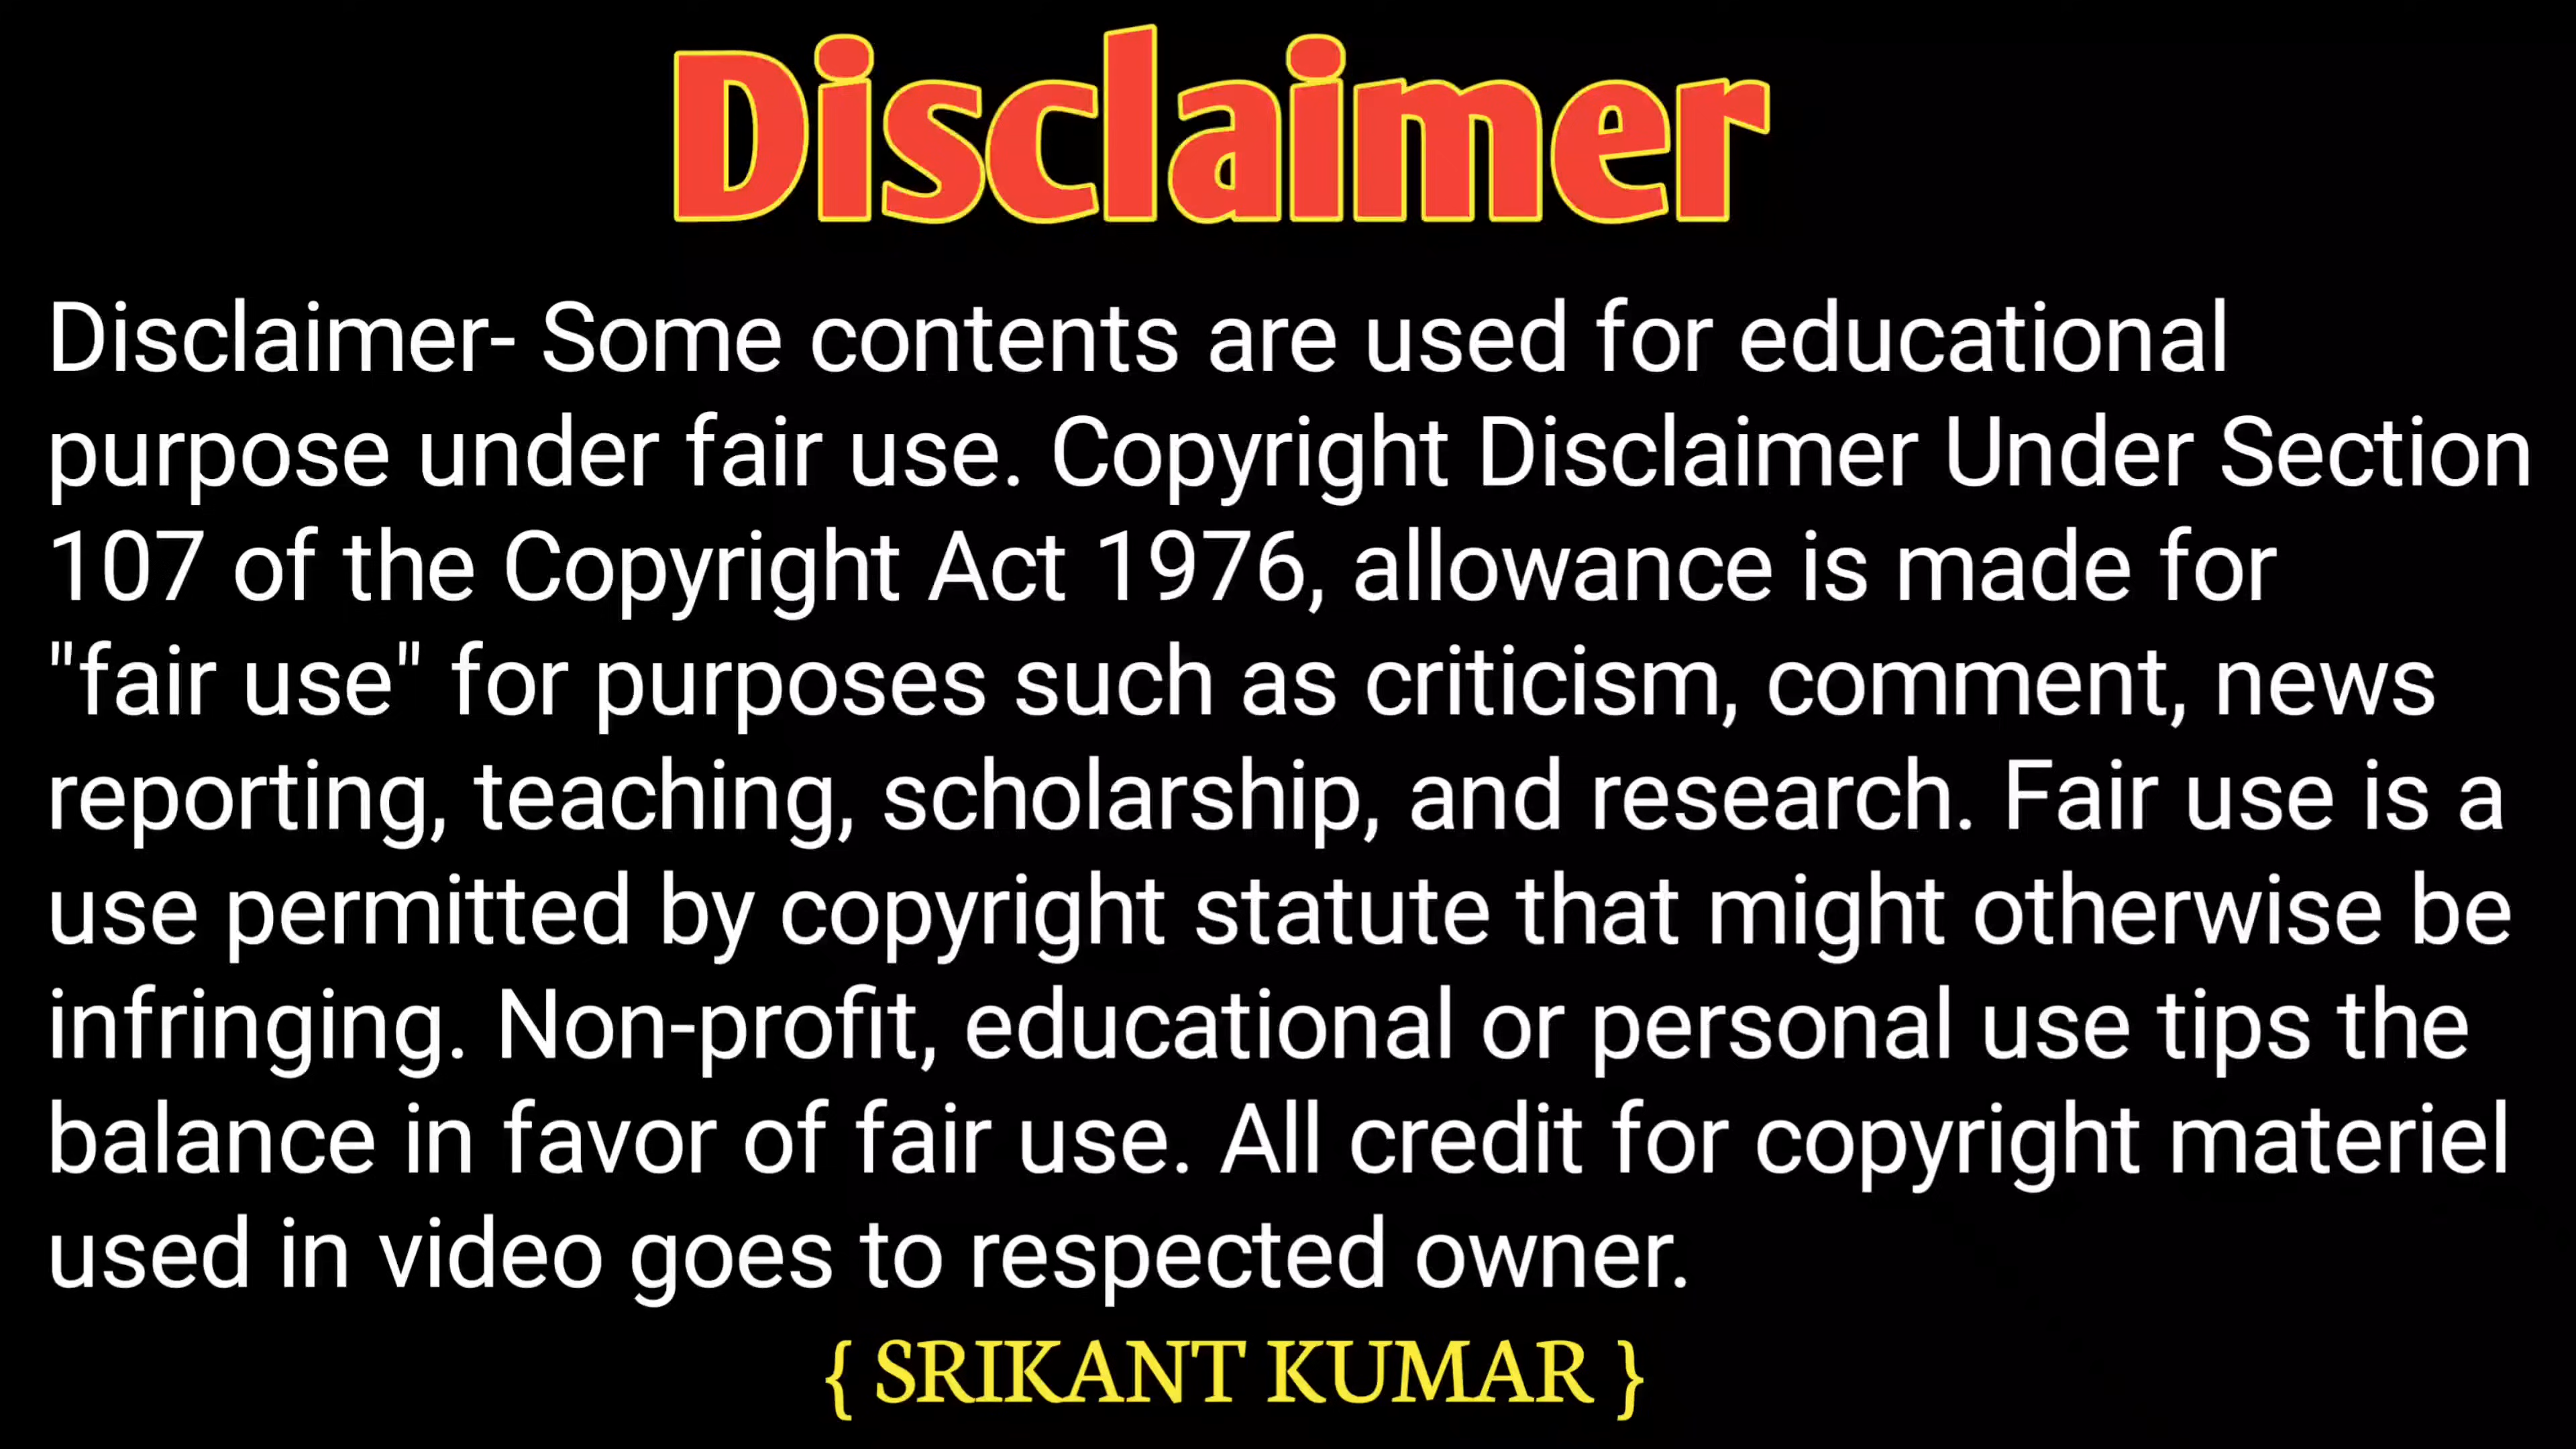 Disclaimer
Disclaimer- Some contents are used for educational
purpose under fair use. Copyright Disclaimer Under Section
107 of the Copyright Act 1976, allowance is made for
"fair use" for purposes such as criticism, comment, news
reporting, teaching, scholarship, and research. Fair use is a
use permitted by copyright statute that might otherwise be
infringing. Non-profit, educational or personal use tips the
balance in favor of fair use. All credit for copyright materiel
used in video goes to respected owner.
{ SRIKANT KUMAR }